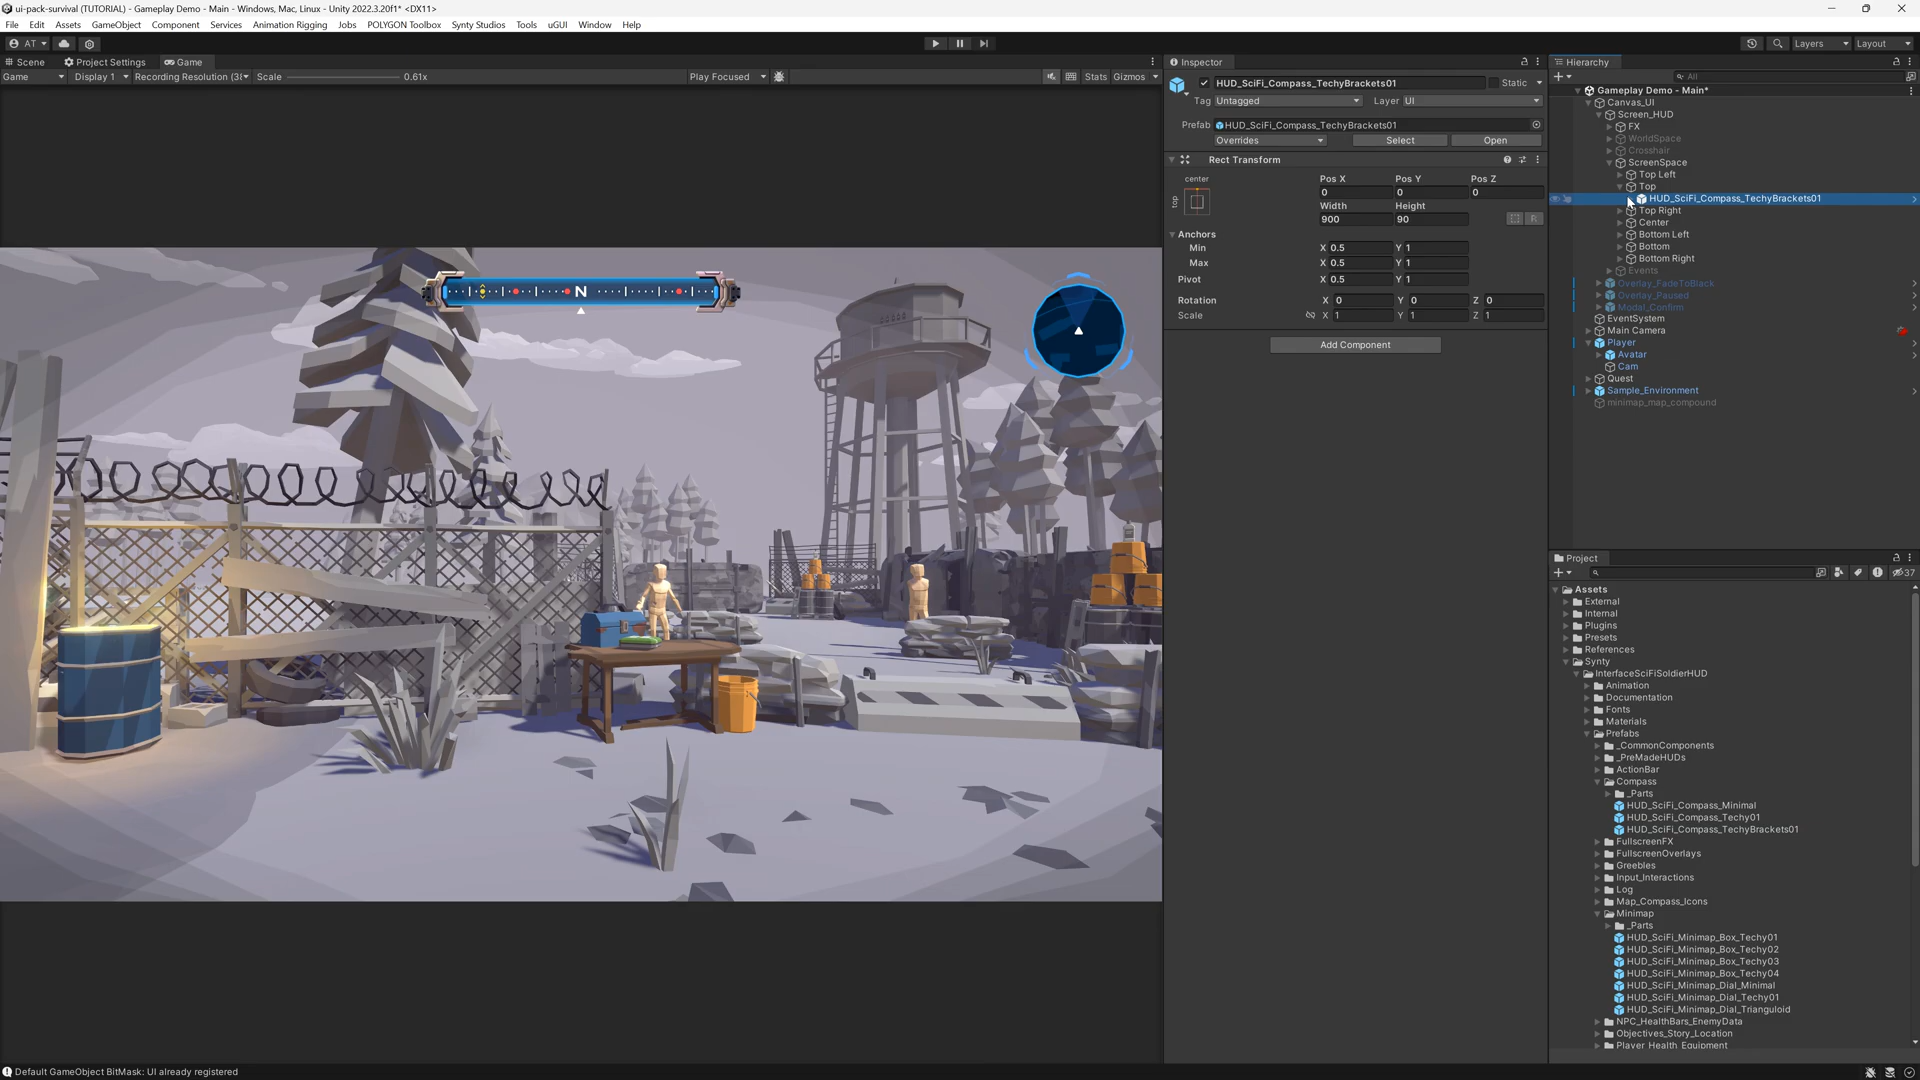 ui-pack-survival (TUTORIAL) - Gameplay Demo - Main - Windows, Mac, Linux - Unity 2022.3.20f1* <DX11>
File Edit Assets GameObject Component Services Animation Rigging Jobs POLYGON Toolbox Synty Studios Tools uGUI Window Help
AT Layers Layout
Scene Project Settings Game
Game Display 1 Recording Resolution (38 Scale 0.61x Play Focused Stats Gizmos
N
Inspector
HUD_SciFi_Compass_TechyBrackets01 Static
Tag Untagged Layer UI
Prefab HUD_SciFi_Compass_TechyBrackets01
Overrides Select Open
Rect Transform
center
top
Pos X Pos Y Pos Z
0 0 0
Width Height
900 90 R
Anchors
Min X 0.5 Y 1
Max X 0.5 Y 1
Pivot X 0.5 Y 1
Rotation X 0 Y 0 Z 0
Scale X 1 Y 1 Z 1
Add Component
Hierarchy
All
Gameplay Demo - Main*
Canvas_UI
Screen_HUD
FX
WorldSpace
Crosshair
ScreenSpace
Top Left
Top
HUD_SciFi_Compass_TechyBrackets01
Top Right
Center
Bottom Left
Bottom
Bottom Right
Events
Overlay_FadeToBlack
Overlay_Paused
Modal_Confirm
EventSystem
Main Camera
Player
Avatar
Cam
Quest
Sample_Environment
minimap_map_compound
Project
37
Assets
External
Internal
Plugins
Presets
References
Synty
InterfaceSciFiSoldierHUD
Animation
Documentation
Fonts
Materials
Prefabs
_CommonComponents
_PreMadeHUDs
ActionBar
Compass
_Parts
HUD_SciFi_Compass_Minimal
HUD_SciFi_Compass_Techy01
HUD_SciFi_Compass_TechyBrackets01
FullscreenFX
FullscreenOverlays
Greebles
Input_Interactions
Log
Map_Compass_Icons
Minimap
_Parts
HUD_SciFi_Minimap_Box_Techy01
HUD_SciFi_Minimap_Box_Techy02
HUD_SciFi_Minimap_Box_Techy03
HUD_SciFi_Minimap_Box_Techy04
HUD_SciFi_Minimap_Dial_Minimal
HUD_SciFi_Minimap_Dial_Techy01
HUD_SciFi_Minimap_Dial_Trianguloid
NPC_HealthBars_EnemyData
Objectives_Story_Location
Player_Health_Equipment
Default GameObject BitMask: UI already registered